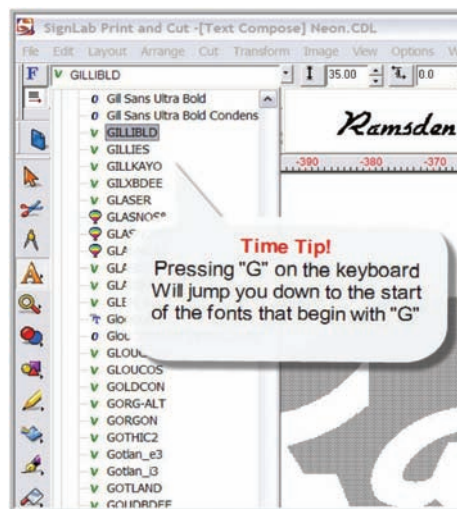 SignLab Print and Cut -[Text Compose] Neon.CDL
File Edit Layout Arrange Cut Transform Image View Options
F V GILLIBLD 35.00 0.0
O Gill Sans Ultra Bold
O Gill Sans Ultra Bold Condens
V GILLIBLD
V GILLIES
V GILLKAYO
V GILXBDEE
V GLASER
Ramsden
-390 -380 -370
Time Tip!
Pressing "G" on the keyboard
Will jump you down to the start
of the fonts that begin with "G"
V GLOUCOS
V GOLDCON
V GORG-ALT
V GORGON
V GOTHIC2
V Gotlan_e3
V Gotlan_i3
V GOTLAND
V GOUDBDEE